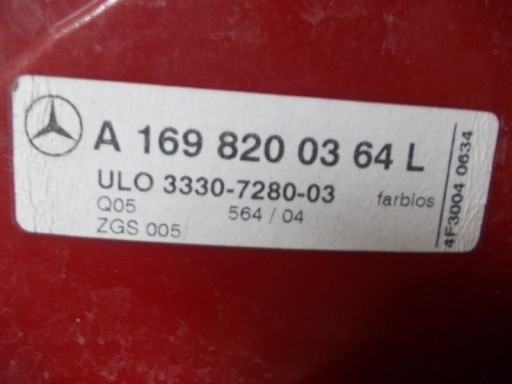 A 169 820 03 64 L
ULO 3330-7280-03 farblos
Q05 564 / 04
ZGS 005
4F3004 0634